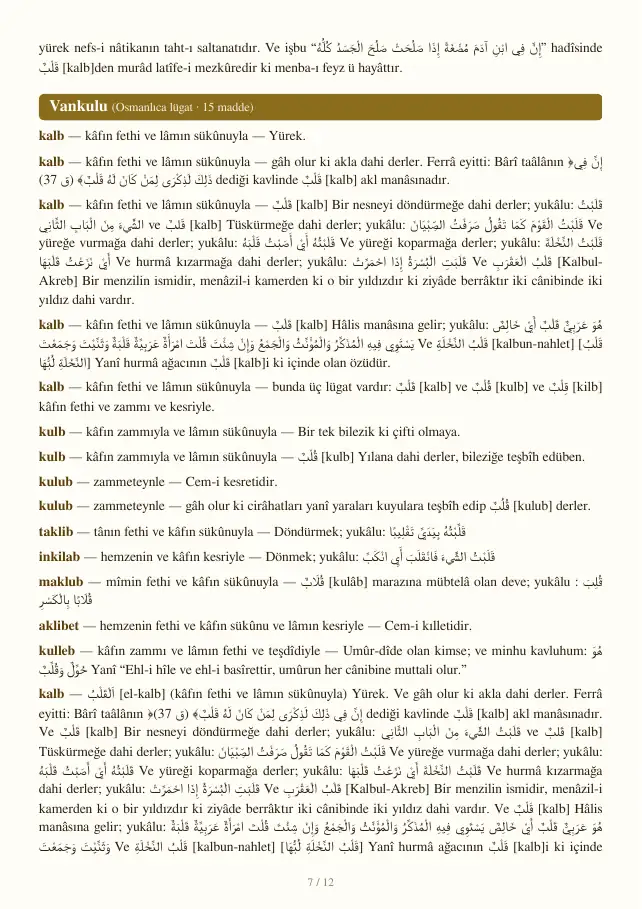 yürek nefs-i nâtıkanın taht-ı saltanatıdır. Ve işbu “إِنَّ فِي ابْنِ آدَمَ مُضْغَةً إِذَا صَلُحَتْ صَلُحَ الْجَسَدُ كُلُّهُ” hadîsinde
قَلْبٌ [kalb]den murâd latîfe-i mezkûredir ki menba-ı feyz ü hayâttır.
Vankulu (Osmanlıca lügat · 15 madde)
kalb — kâfın fethi ve lâmın sükûnuyla — Yürek.
kalb — kâfın fethi ve lâmın sükûnuyla — gâh olur ki akla dahi derler. Ferrâ eyitti: Bârî taâlânın ﴿إِنَّ فِي
ذَلِكَ لَذِكْرَى لِمَنْ كَانَ لَهُ قَلْبٌ﴾ (ق 37) dediği kavlinde قَلْبٌ [kalb] akl manâsınadır.
kalb — kâfın fethi ve lâmın sükûnuyla — قَلْبٌ [kalb] Bir nesneyi döndürmeğe dahi derler; yukâlu: قَلَبْتُ
الشَّيْءَ مِنَ الْبَابِ الثَّانِي ve قلبٌ [kalb] Tüskürmeğe dahi derler; yukâlu: قَلَبْتُ الْقَوْمَ كَمَا تَقُولُ صَرَفْتُ الصِّبْيَانَ Ve
yüreğe vurmağa dahi derler; yukâlu: قَلَبْتُهُ أَيْ أَصَبْتُ قَلْبَهُ Ve yüreği koparmağa derler; yukâlu: قَلَبْتُ النَّخْلَةَ
أَيْ نَزَعْتُ قَلْبَهَا Ve hurmâ kızarmağa dahi derler; yukâlu: قَلَبَتِ الْبُسْرَةُ إِذَا احْمَرَّتْ Ve قَلْبُ الْعَقْرَبِ [Kalbul-
Akreb] Bir menzilin ismidir, menâzil-i kamerden ki o bir yıldızdır ki ziyâde berrâktır iki cânibinde iki
yıldız dahi vardır.
kalb — kâfın fethi ve lâmın sükûnuyla — قَلْبٌ [kalb] Hâlis manâsına gelir; yukâlu: هُوَ عَرَبِيٌّ قَلْبٌ أَيْ خَالِصٌ
يَسْتَوِي فِيهِ الْمُذَكَّرُ وَالْمُؤَنَّثُ وَالْجَمْعُ وَإِنْ شِئْتَ قُلْتَ امْرَأَةٌ عَرَبِيَّةٌ قَلْبَةٌ وَثَنَّيْتَ وَجَمَعْتَ Ve قَلْبُ النَّخْلَةِ [kalbun-nahlet] [قَلْبُ
النَّخْلَةِ لُبُّهَا] Yanî hurmâ ağacının قَلْبٌ [kalb]i ki içinde olan özüdür.
kalb — kâfın fethi ve lâmın sükûnuyla — bunda üç lügat vardır: قَلْبٌ [kalb] ve قُلْبٌ [kulb] ve قِلْبٌ [kilb]
kâfın fethi ve zammı ve kesriyle.
kulb — kâfın zammıyla ve lâmın sükûnuyla — Bir tek bilezik ki çifti olmaya.
kulb — kâfın zammıyla ve lâmın sükûnuyla — قُلْبٌ [kulb] Yılana dahi derler, bileziğe teşbîh edüben.
kulub — zammeteynle — Cem-i kesretidir.
kulub — zammeteynle — gâh olur ki cirâhatları yanî yaraları kuyulara teşbîh edip قُلُبٌ [kulub] derler.
taklib — tânın fethi ve kâfın sükûnuyla — Döndürmek; yukâlu: قَلَّبْتُهُ بِيَدَيَّ تَقْلِيبًا
inkilab — hemzenin ve kâfın kesriyle — Dönmek; yukâlu: قَلَبْتُ الشَّيْءَ فَانْقَلَبَ أَيِ انْكَبَّ
maklub — mîmin fethi ve kâfın sükûnuyla — قُلَابٌ [kulâb] marazına mübtelâ olan deve; yukâlu : قُلِبَ
قُلَابًا بِالْكَسْرِ
aklibet — hemzenin fethi ve kâfın sükûnu ve lâmın kesriyle — Cem-i kılletidir.
kulleb — kâfın zammı ve lâmın fethi ve teşdîdiyle — Umûr-dîde olan kimse; ve minhu kavluhum: هُوَ
حُوَّلٌ وَقُلَّبٌ Yanî “Ehl-i hîle ve ehl-i basîrettir, umûrun her cânibine muttali olur.”
kalb — اَلْقَلْبُ [el-kalb] (kâfın fethi ve lâmın sükûnuyla) Yürek. Ve gâh olur ki akla dahi derler. Ferrâ
eyitti: Bârî taâlânın ﴿إِنَّ فِي ذَلِكَ لَذِكْرَى لِمَنْ كَانَ لَهُ قَلْبٌ﴾ (ق 37) dediği kavlinde قَلْبٌ [kalb] akl manâsınadır.
Ve قَلْبٌ [kalb] Bir nesneyi döndürmeğe dahi derler; yukâlu: قَلَبْتُ الشَّيْءَ مِنَ الْبَابِ الثَّانِي ve قَلْبٌ [kalb]
Tüskürmeğe dahi derler; yukâlu: قَلَبْتُ الْقَوْمَ كَمَا تَقُولُ صَرَفْتُ الصِّبْيَانَ Ve yüreğe vurmağa dahi derler; yukâlu:
قَلَبْتُهُ أَيْ أَصَبْتُ قَلْبَهُ Ve yüreği koparmağa derler; yukâlu: قَلَبْتُ النَّخْلَةَ أَيْ نَزَعْتُ قَلْبَهَا Ve hurmâ kızarmağa
dahi derler; yukâlu: قَلَبَتِ الْبُسْرَةُ إِذَا احْمَرَّتْ Ve قَلْبُ الْعَقْرَبِ [Kalbul-Akreb] Bir menzilin ismidir, menâzil-i
kamerden ki o bir yıldızdır ki ziyâde berrâktır iki cânibinde iki yıldız dahi vardır. Ve قَلْبٌ [kalb] Hâlis
manâsına gelir; yukâlu: هُوَ عَرَبِيٌّ قَلْبٌ أَيْ خَالِصٌ يَسْتَوِي فِيهِ الْمُذَكَّرُ وَالْمُؤَنَّثُ وَالْجَمْعُ وَإِنْ شِئْتَ قُلْتَ امْرَأَةٌ عَرَبِيَّةٌ قَلْبَةٌ
وَثَنَّيْتَ وَجَمَعْتَ Ve قَلْبُ النَّخْلَةِ [kalbun-nahlet] [قَلْبُ النَّخْلَةِ لُبُّهَا] Yanî hurmâ ağacının قَلْبٌ [kalb]i ki içinde
7 / 12